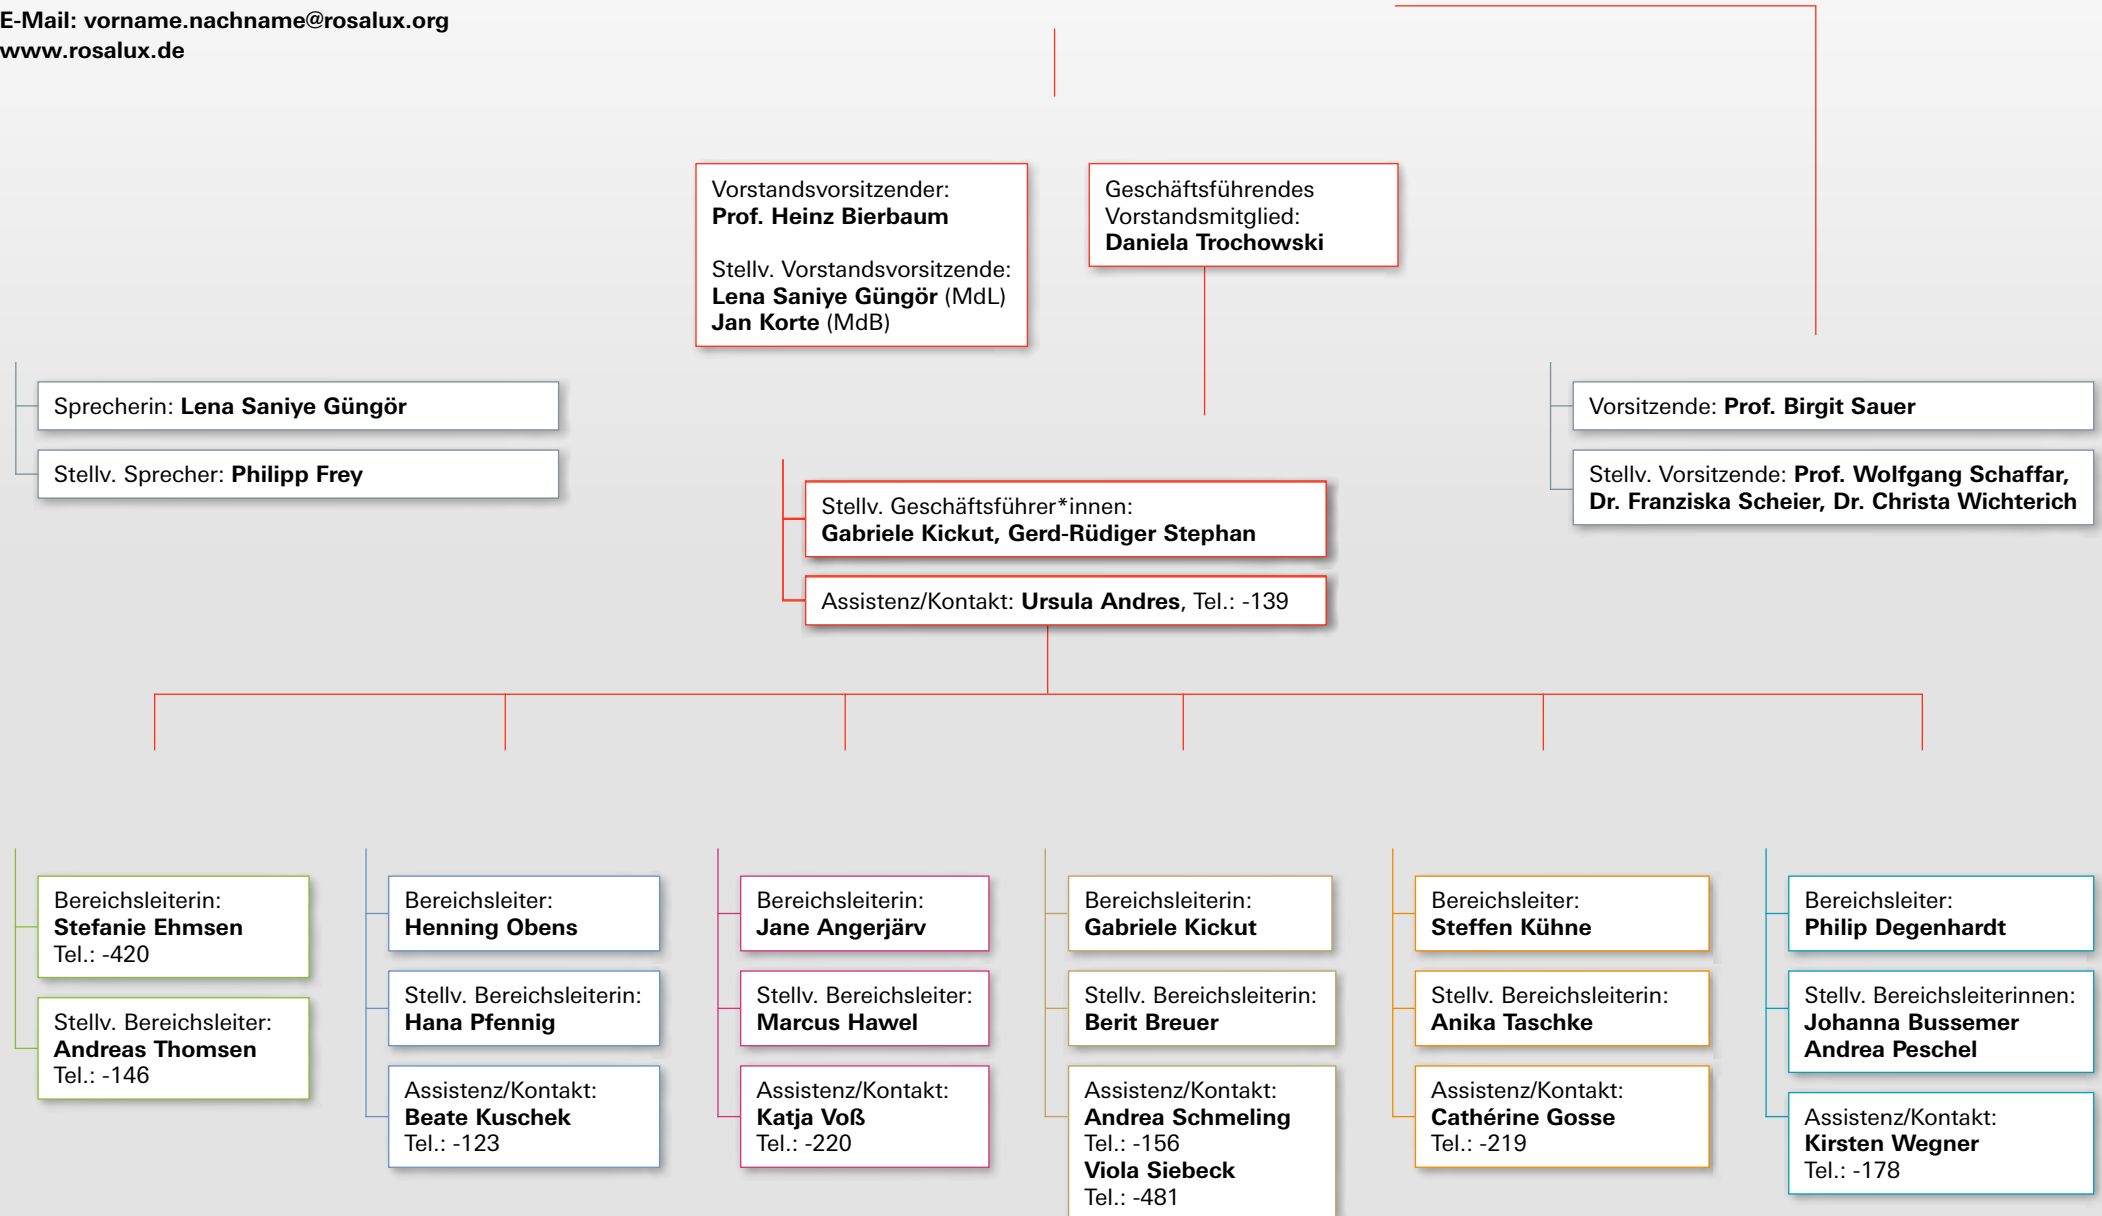 E-Mail: vorname.nachname@rosalux.org
www.rosalux.de
Vorstandsvorsitzender:
Prof. Heinz Bierbaum
Stellv. Vorstandsvorsitzende:
Lena Saniye Güngör (MdL)
Jan Korte (MdB)
Geschäftsführendes
Vorstandsmitglied:
Daniela Trochowski
Sprecherin: Lena Saniye Güngör
Stellv. Sprecher: Philipp Frey
Vorsitzende: Prof. Birgit Sauer
Stellv. Vorsitzende: Prof. Wolfgang Schaffar,
Dr. Franziska Scheier, Dr. Christa Wichterich
Stellv. Geschäftsführer*innen:
Gabriele Kickut, Gerd-Rüdiger Stephan
Assistenz/Kontakt: Ursula Andres, Tel.: -139
Bereichsleiterin:
Stefanie Ehmsen
Tel.: -420
Stellv. Bereichsleiter:
Andreas Thomsen
Tel.: -146
Bereichsleiter:
Henning Obens
Stellv. Bereichsleiterin:
Hana Pfennig
Assistenz/Kontakt:
Beate Kuschek
Tel.: -123
Bereichsleiterin:
Jane Angerjärv
Stellv. Bereichsleiter:
Marcus Hawel
Assistenz/Kontakt:
Katja Voß
Tel.: -220
Bereichsleiterin:
Gabriele Kickut
Stellv. Bereichsleiterin:
Berit Breuer
Assistenz/Kontakt:
Andrea Schmeling
Tel.: -156
Viola Siebeck
Tel.: -481
Bereichsleiter:
Steffen Kühne
Stellv. Bereichsleiterin:
Anika Taschke
Assistenz/Kontakt:
Cathérine Gosse
Tel.: -219
Bereichsleiter:
Philip Degenhardt
Stellv. Bereichsleiterinnen:
Johanna Bussemer
Andrea Peschel
Assistenz/Kontakt:
Kirsten Wegner
Tel.: -178